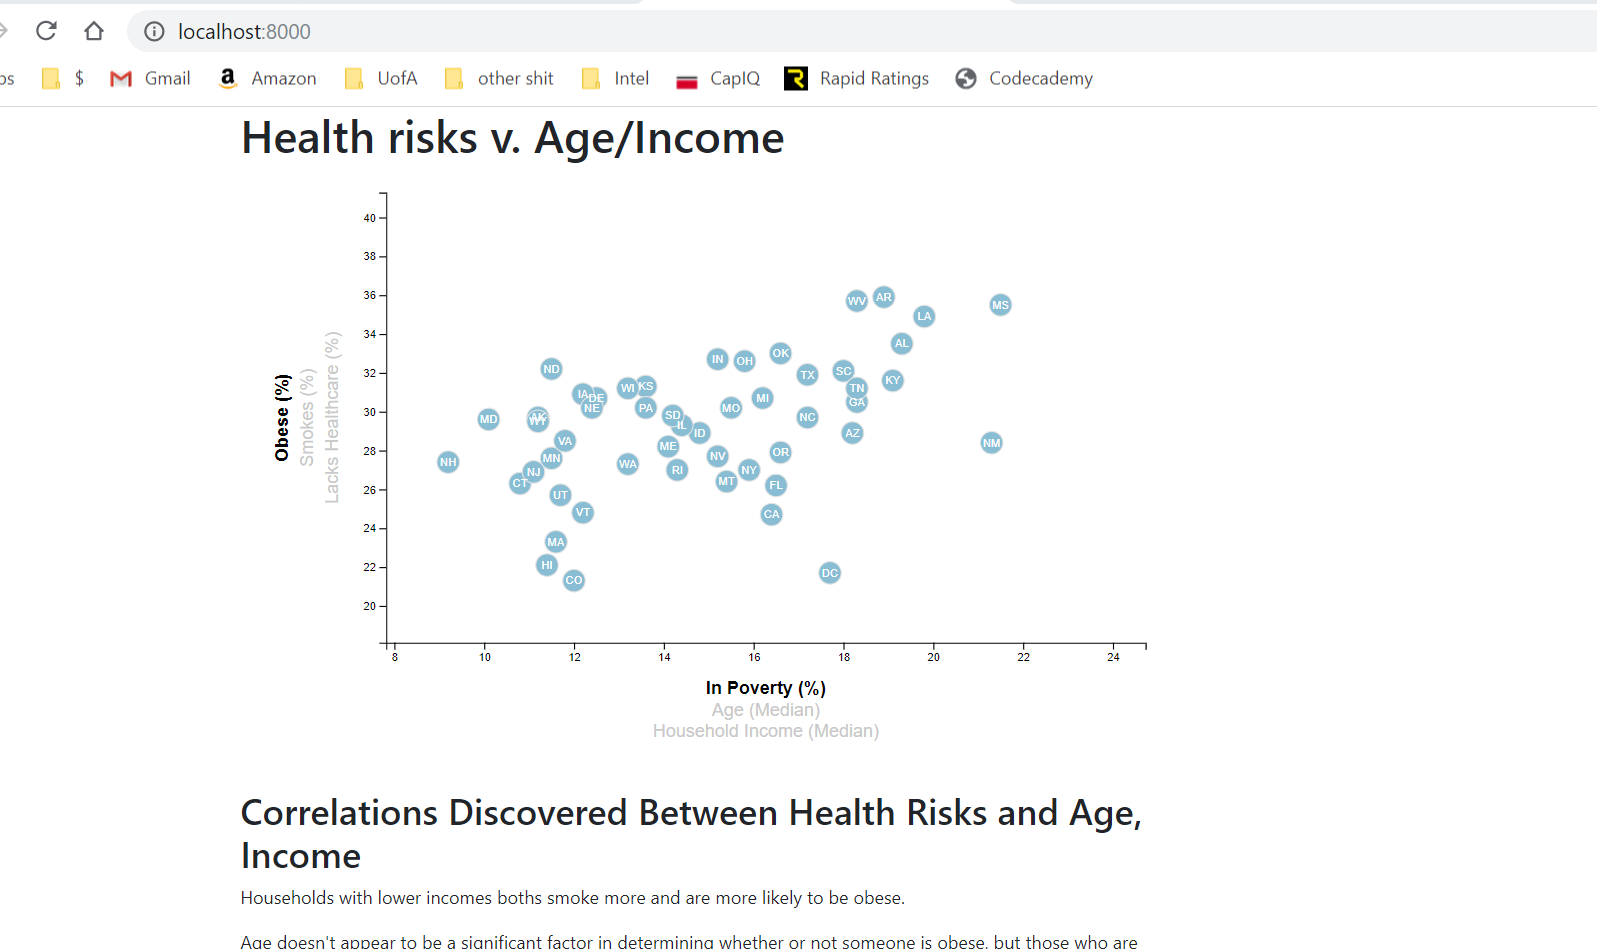 localhost:8000
os $ Gmail Amazon UofA other shit Intel CapIQ Rapid Ratings Codecademy
Health risks v. Age/Income
40
38
36
34
32
30
28
26
24
22
20
Obese (%)
Smokes (%)
Lacks Healthcare (%)
WV AR MS
LA
AL
IN OH OK
ND TX SC KY
IA DE WI KS TN
NE PA SD MO MI GA
MD AK WY IL ID NC AZ
VA ME NM
NH MN WA RI NV NY OR
CT NJ MT FL
UT
VT CA
MA
HI DC
CO
8 10 12 14 16 18 20 22 24
In Poverty (%)
Age (Median)
Household Income (Median)
Correlations Discovered Between Health Risks and Age,
Income
Households with lower incomes boths smoke more and are more likely to be obese.
Age doesn't appear to be a significant factor in determining whether or not someone is obese, but those who are